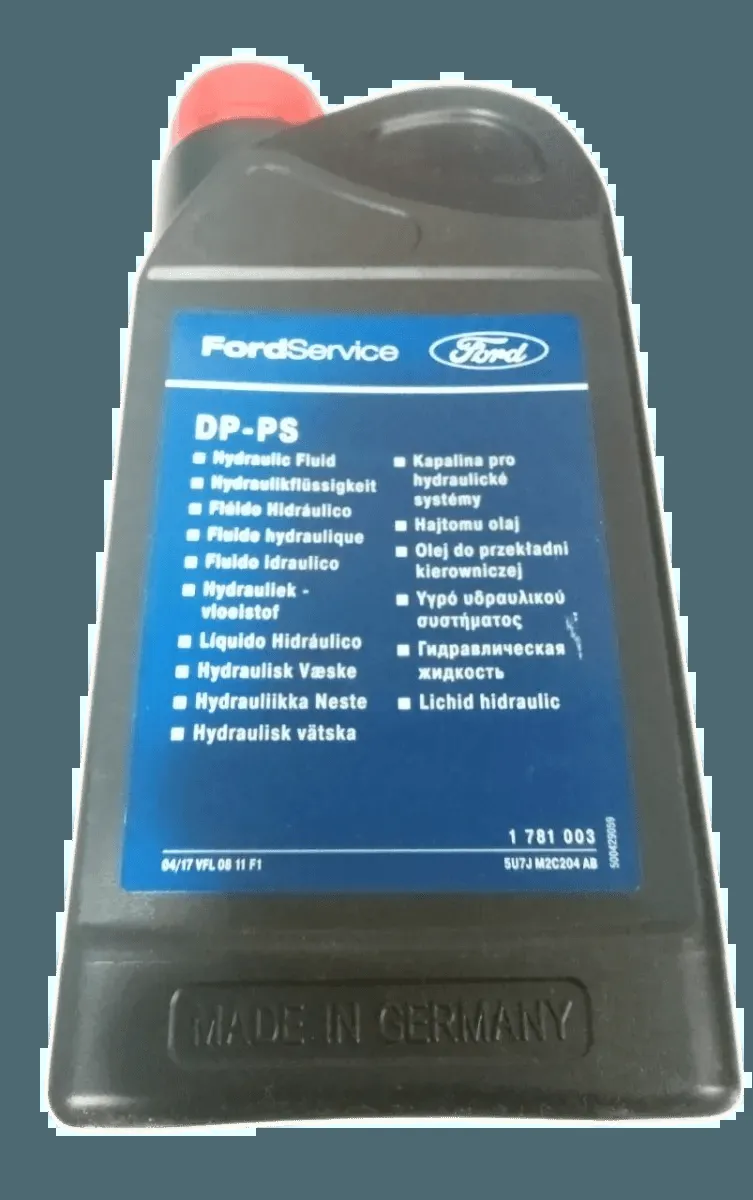 FordService Ford
DP-PS
■ Hydraulic Fluid
■ Hydraulikflüssigkeit
■ Flúido Hidráulico
■ Fluide hydraulique
■ Fluido Idraulico
■ Hydrauliek -
vloeistof
■ Líquido Hidráulico
■ Hydraulisk Væske
■ Hydrauliikka Neste
■ Hydraulisk vätska
■ Kapalina pro
hydraulické
systémy
■ Hajtomu olaj
■ Olej do przekładni
kierowniczej
■ Υγρό υδραυλικού
συστήματος
■ Гидравлическая
жидкость
■ Lichid hidraulic
1 781 003
04/17 VFL 08 11 F1
5U7J M2C204 AB
500429059
MADE IN GERMANY